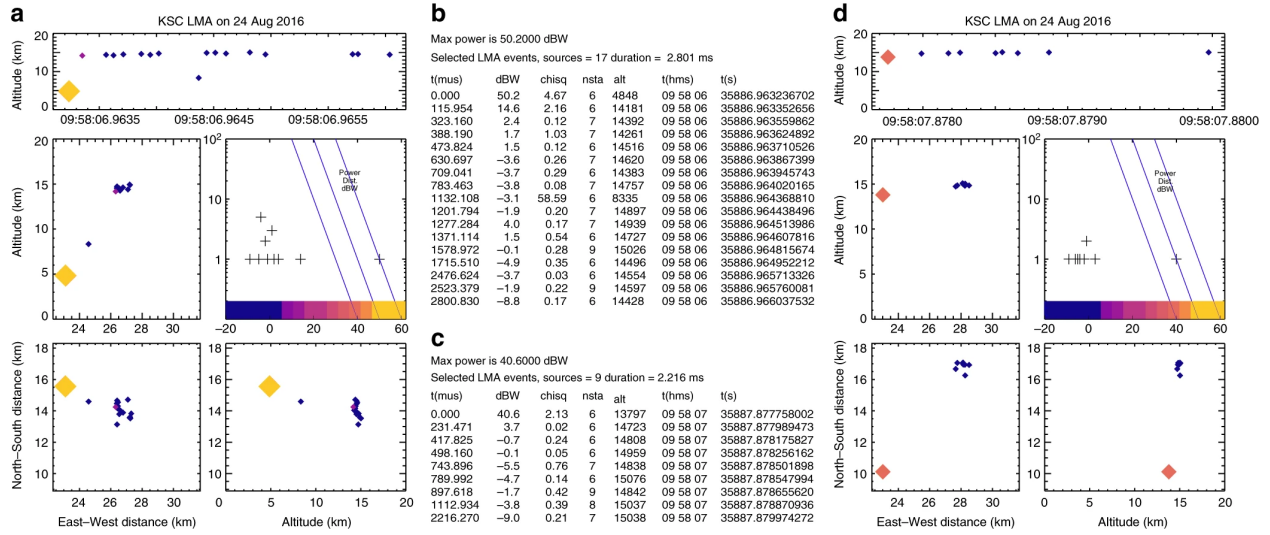 a
KSC LMA on 24 Aug 2016
Altitude (km)
20
10
0
09:58:06.9635
09:58:06.9645
09:58:06.9655
Altitude (km)
20
15
10
5
0
24 26 28 30
10²
10
1
Power
Dist.
dBW
−20 0 20 40 60
North–South distance (km)
18
16
14
12
10
24 26 28 30
East–West distance (km)
18
16
14
12
10
0 5 10 15 20
Altitude (km)
b
Max power is 50.2000 dBW
Selected LMA events, sources = 17 duration = 2.801 ms
t(mus) dBW chisq nsta alt t(hms) t(s)
0.000 50.2 4.67 6 4848 09 58 06 35886.963236702
115.954 14.6 2.16 6 14181 09 58 06 35886.963352656
323.160 2.4 0.12 7 14392 09 58 06 35886.963559862
388.190 1.7 1.03 7 14261 09 58 06 35886.963624892
473.824 1.5 0.12 6 14516 09 58 06 35886.963710526
630.697 −3.6 0.26 7 14620 09 58 06 35886.963867399
709.041 −3.7 0.29 6 14383 09 58 06 35886.963945743
783.463 −3.8 0.08 7 14757 09 58 06 35886.964020165
1132.108 −3.1 58.59 6 8335 09 58 06 35886.964368810
1201.794 −1.9 0.20 7 14897 09 58 06 35886.964438496
1277.284 4.0 0.17 7 14939 09 58 06 35886.964513986
1371.114 1.5 0.54 6 14727 09 58 06 35886.964607816
1578.972 −0.1 0.28 9 15026 09 58 06 35886.964815674
1715.510 −4.9 0.35 6 14496 09 58 06 35886.964952212
2476.624 −3.7 0.03 6 14554 09 58 06 35886.965713326
2523.379 −1.9 0.22 9 14597 09 58 06 35886.965760081
2800.830 −8.8 0.17 6 14428 09 58 06 35886.966037532
c
Max power is 40.6000 dBW
Selected LMA events, sources = 9 duration = 2.216 ms
t(mus) dBW chisq nsta alt t(hms) t(s)
0.000 40.6 2.13 6 13797 09 58 07 35887.877758002
231.471 3.7 0.02 6 14723 09 58 07 35887.877989473
417.825 −0.7 0.24 6 14808 09 58 07 35887.878175827
498.160 −0.1 0.05 6 14959 09 58 07 35887.878256162
743.896 −5.5 0.76 7 14838 09 58 07 35887.878501898
789.992 −4.7 0.14 6 15076 09 58 07 35887.878547994
897.618 −1.7 0.42 9 14842 09 58 07 35887.878655620
1112.934 −3.8 0.39 8 15037 09 58 07 35887.878870936
2216.270 −9.0 0.21 7 15038 09 58 07 35887.879974272
d
KSC LMA on 24 Aug 2016
Altitude (km)
20
10
0
09:58:07.8780
09:58:07.8790
09:58:07.8800
Altitude (km)
20
15
10
5
0
24 26 28 30
10²
10
1
Power
Dist.
dBW
−20 0 20 40 60
North–South distance (km)
18
16
14
12
10
24 26 28 30
East–West distance (km)
18
16
14
12
10
0 5 10 15 20
Altitude (km)